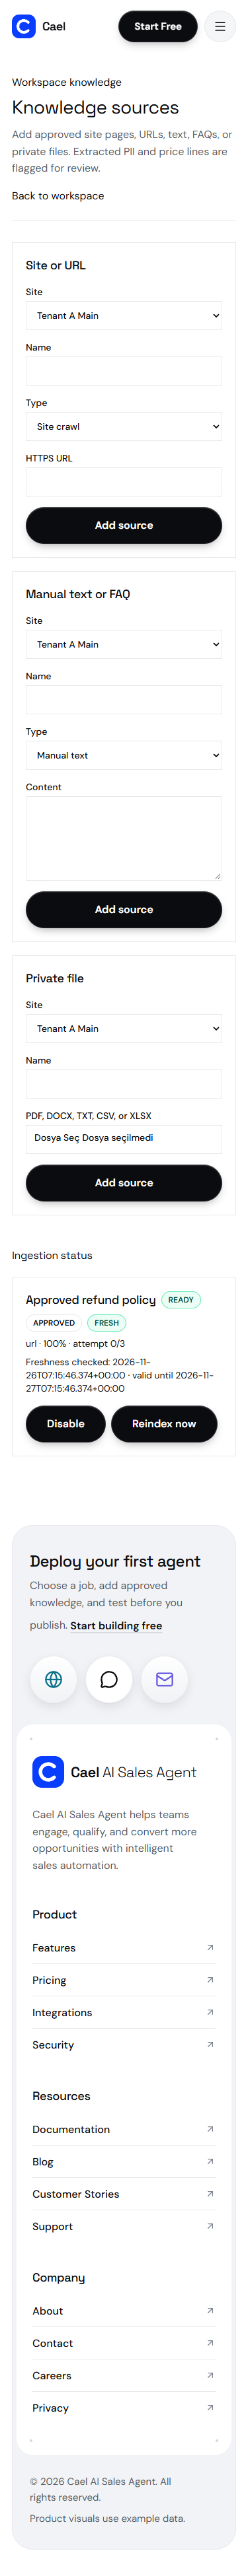 Cael
Start Free
Workspace knowledge
Knowledge sources
Add approved site pages, URLs, text, FAQs, or
private files. Extracted PII and price lines are
flagged for review.
Back to workspace
Site or URL
Site
Tenant A Main
Name
Type
Site crawl
HTTPS URL
Add source
Manual text or FAQ
Site
Tenant A Main
Name
Type
Manual text
Content
Add source
Private file
Site
Tenant A Main
Name
PDF, DOCX, TXT, CSV, or XLSX
Dosya Seç Dosya seçilmedi
Add source
Ingestion status
Approved refund policy READY
APPROVED FRESH
url · 100% · attempt 0/3
Freshness checked: 2026-11-
26T07:15:46.374+00:00 · valid until 2026-11-
27T07:15:46.374+00:00
Disable Reindex now
Deploy your first agent
Choose a job, add approved
knowledge, and test before you
publish. Start building free
Cael AI Sales Agent
Cael AI Sales Agent helps teams
engage, qualify, and convert more
opportunities with intelligent
sales automation.
Product
Features
Pricing
Integrations
Security
Resources
Documentation
Blog
Customer Stories
Support
Company
About
Contact
Careers
Privacy
© 2026 Cael AI Sales Agent. All
rights reserved.
Product visuals use example data.